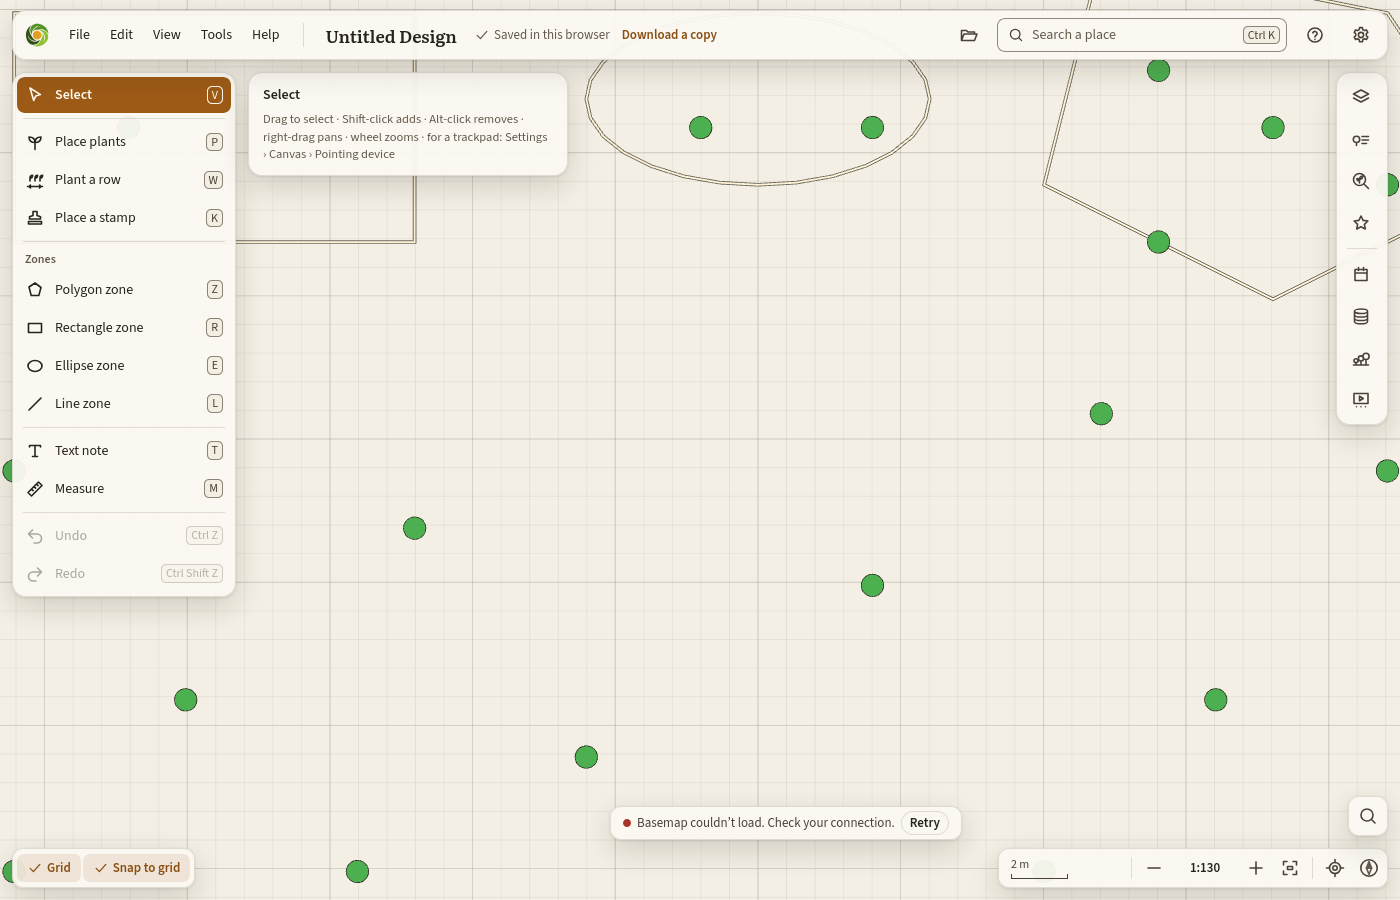 File Edit View Tools Help
Untitled Design
Saved in this browser Download a copy
Search a place Ctrl K
Select V
Place plants P
Plant a row W
Place a stamp K
Zones
Polygon zone Z
Rectangle zone R
Ellipse zone E
Line zone L
Text note T
Measure M
Undo Ctrl Z
Redo Ctrl Shift Z
Select
Drag to select · Shift-click adds · Alt-click removes ·
right-drag pans · wheel zooms · for a trackpad: Settings
› Canvas › Pointing device
Basemap couldn’t load. Check your connection. Retry
Grid Snap to grid
2 m 1:130